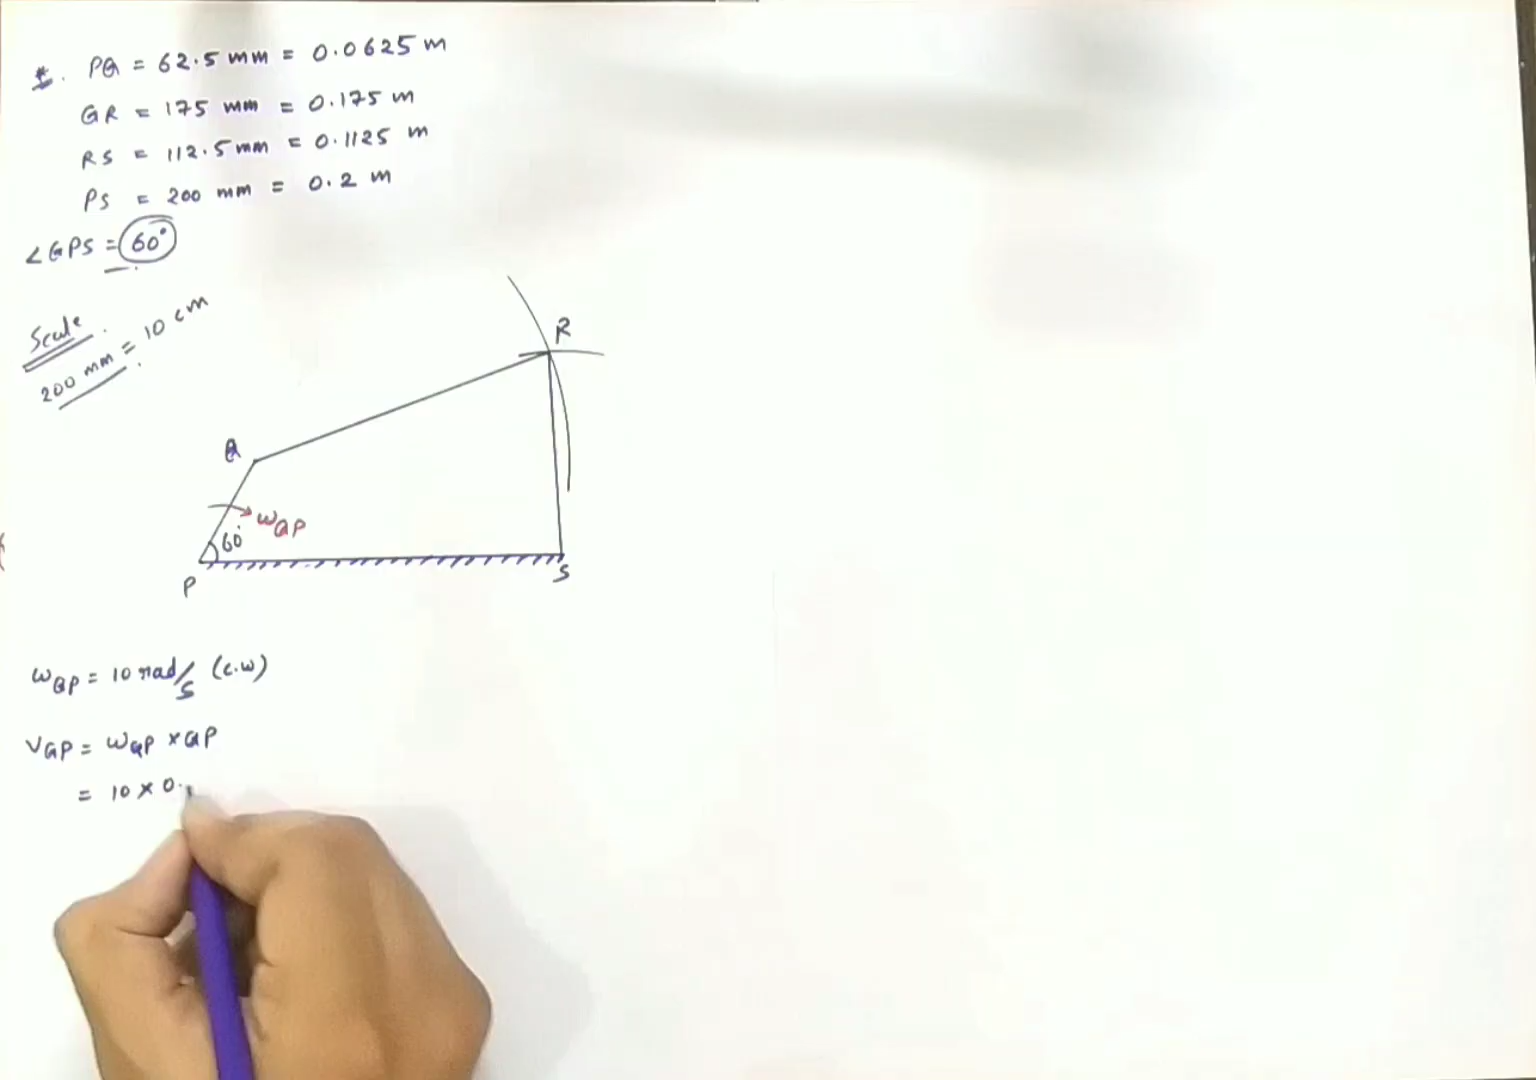 *. PQ = 62.5 mm = 0.0625 m
QR = 175 mm = 0.175 m
RS = 112.5 mm = 0.1125 m
PS = 200 mm = 0.2 m
∠QPS = 60°
Scale
200 mm = 10 cm
R
Q
ωQP
60°
P
S
ωQP = 10 rad/s (c.w)
VQP = ωQP × QP
= 10 × 0.